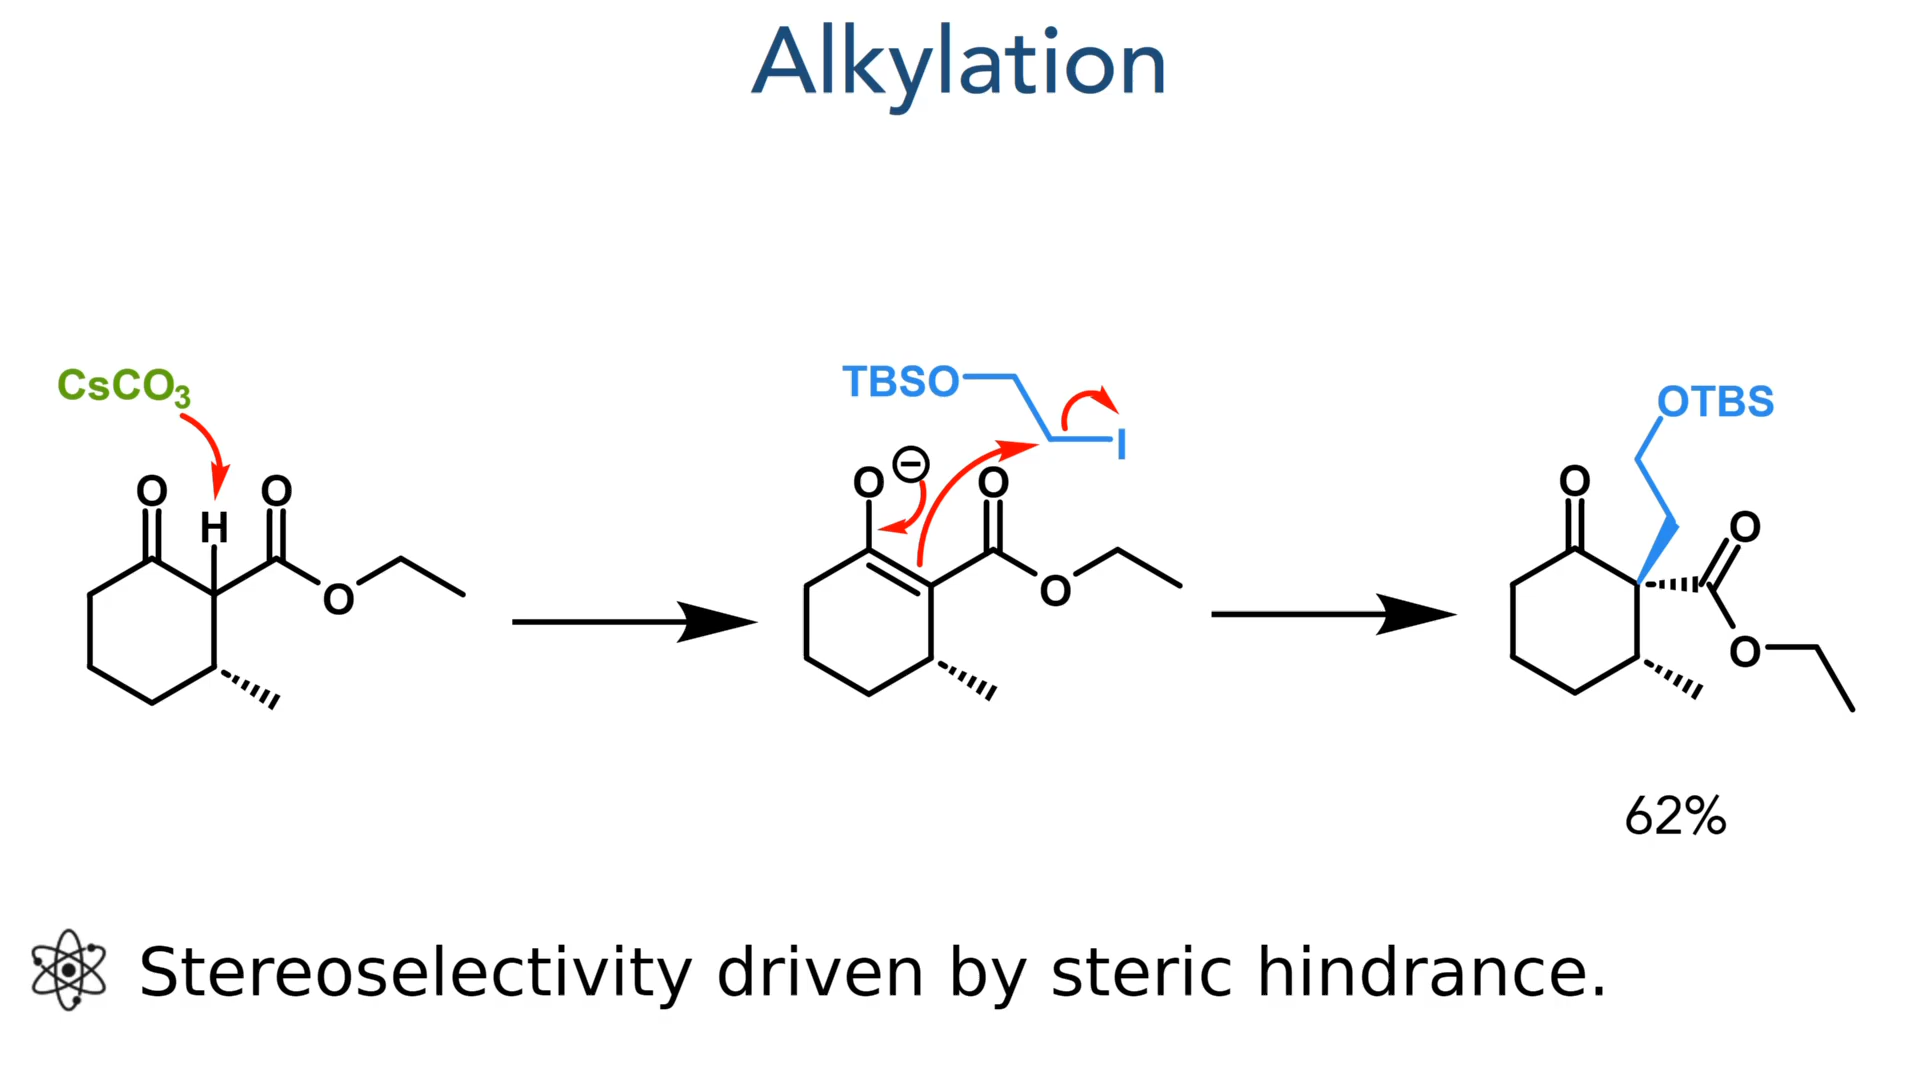 Alkylation
CsCO3
O
H
O
O
TBSO
I
O
O
O
OTBS
O
O
O
62%
Stereoselectivity driven by steric hindrance.